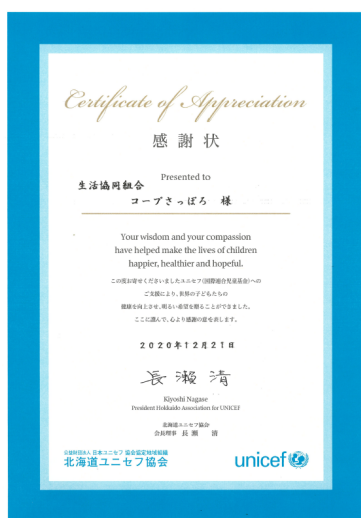 Certificate of Appreciation
感謝状
Presented to
生活協同組合
コープさっぽろ 様
Your wisdom and your compassion
have helped make the lives of children
happier, healthier and hopeful.
この度お寄せくださいましたユニセフ(国際連合児童基金)への
ご支援により、世界の子どもたちの
健康を向上させ、明るい希望を贈ることができました。
ここに謹んで、心より感謝の意を表します。
2020年12月21日
長瀬 清
Kiyoshi Nagase
President Hokkaido Association for UNICEF
北海道ユニセフ協会
会長理事 長瀬 清
公益財団法人 日本ユニセフ 協会協定地域組織
北海道ユニセフ協会
unicef